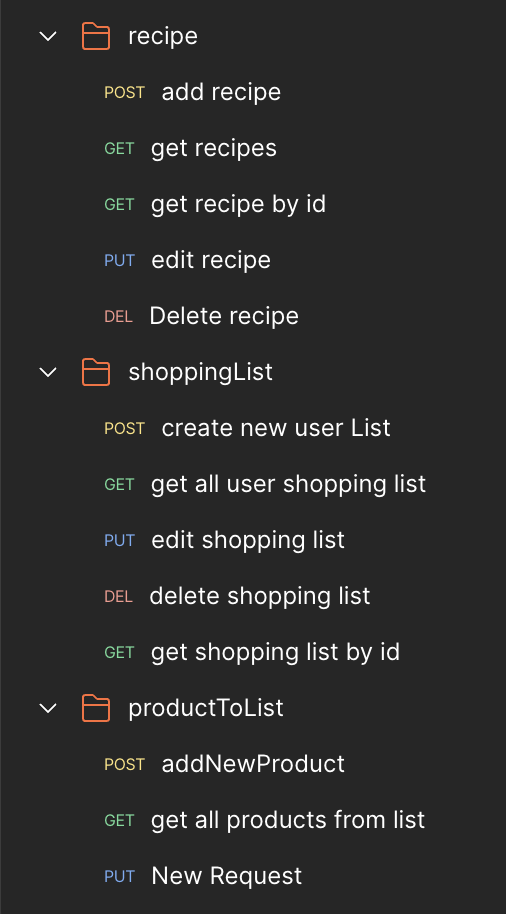 recipe
POST add recipe
GET get recipes
GET get recipe by id
PUT edit recipe
DEL Delete recipe
shoppingList
POST create new user List
GET get all user shopping list
PUT edit shopping list
DEL delete shopping list
GET get shopping list by id
productToList
POST addNewProduct
GET get all products from list
PUT New Request